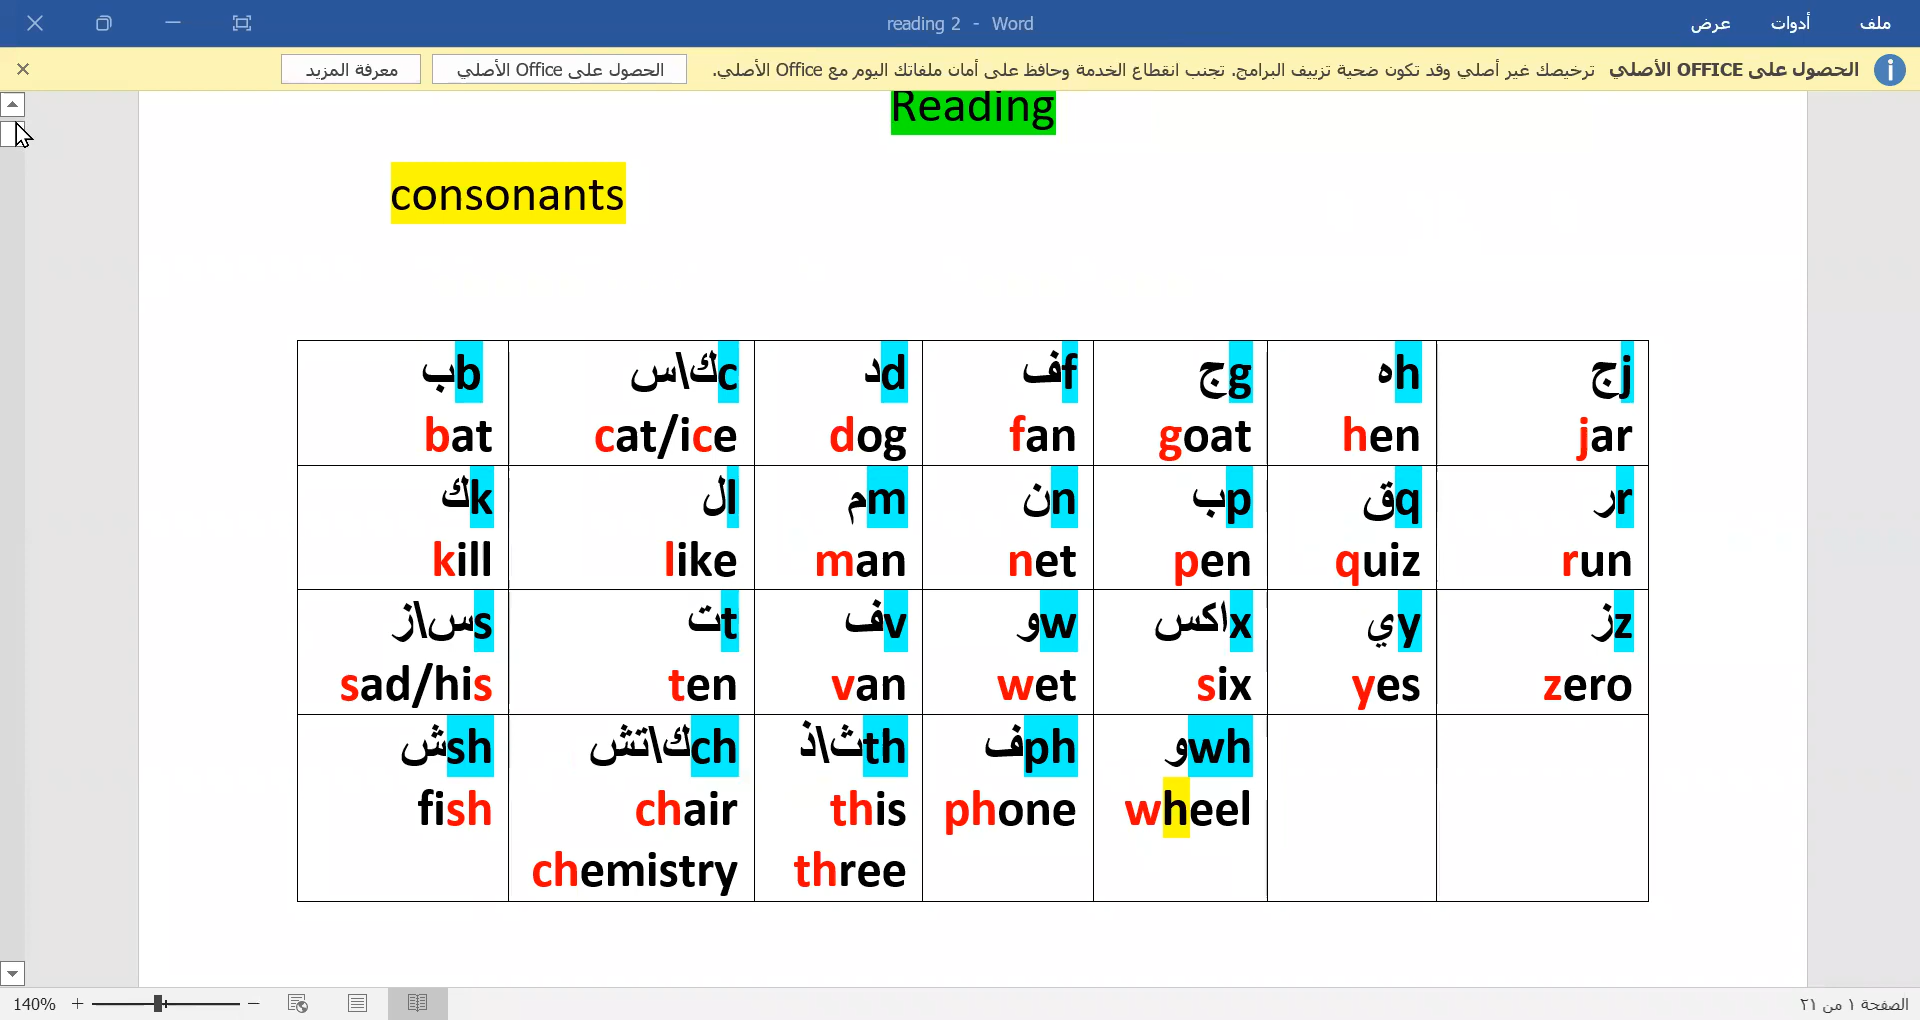 reading 2 - Word
ملف أدوات عرض
الحصول على OFFICE الأصلي ترخيصك غير أصلي وقد تكون ضحية تزييف البرامج. تجنب انقطاع الخدمة وحافظ على أمان ملفاتك اليوم مع Office الأصلي. الحصول على Office الأصلي معرفة المزيد
Reading
consonants
bب cك\س dد fف gج hه jج
bat cat/ice dog fan goat hen jar
kك lل mم nن pب qق rر
kill like man net pen quiz run
sس\ز tت vف wو xاكس yي zز
sad/his ten van wet six yes zero
shش chك\تش thث\ذ phف whو
fish chair this phone wheel
chemistry three
140% الصفحة ١ من ٢١